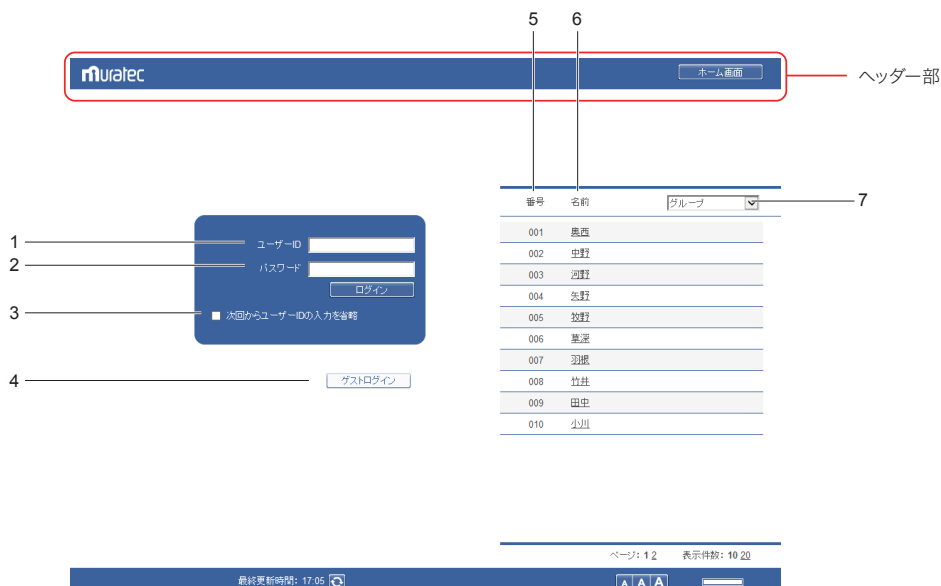 5 6
muratec ホーム画面 ヘッダー部
番号 名前 グループ 7
001 奥西
1 ユーザーID
002 中野
2 パスワード
003 河野
ログイン
004 矢野
3 次回からユーザーIDの入力を省略
005 牧野
006 草深
007 羽根
4 ゲストログイン
008 竹井
009 田中
010 小川
ページ: 1 2 表示件数: 10 20
最終更新時間: 17:05 A A A